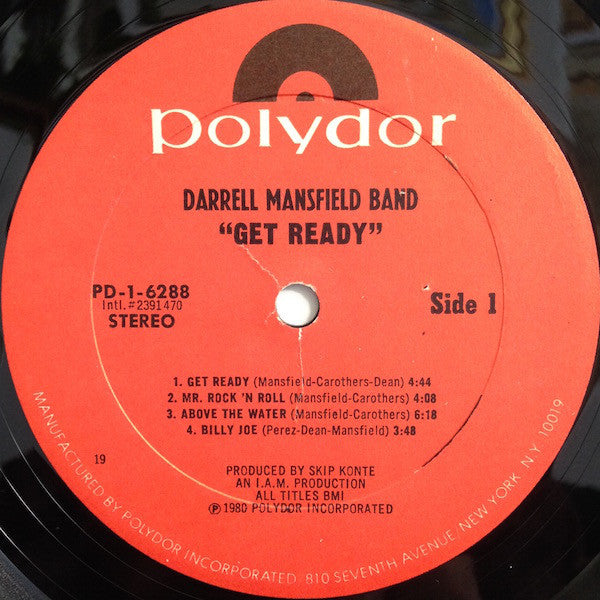 polydor
DARRELL MANSFIELD BAND
"GET READY"
PD-1-6288
Intl.#2391470
STEREO
Side 1
1. GET READY (Mansfield-Carothers-Dean) 4:44
2. MR. ROCK 'N ROLL (Mansfield-Carothers) 4:08
3. ABOVE THE WATER (Mansfield-Carothers) 6:18
4. BILLY JOE (Perez-Dean-Mansfield) 3:48
19
PRODUCED BY SKIP KONTE
AN I.A.M. PRODUCTION
ALL TITLES BMI
Ⓟ 1980 POLYDOR INCORPORATED
MANUFACTURED BY POLYDOR INCORPORATED. 810 SEVENTH AVENUE, NEW YORK, N.Y. 10019